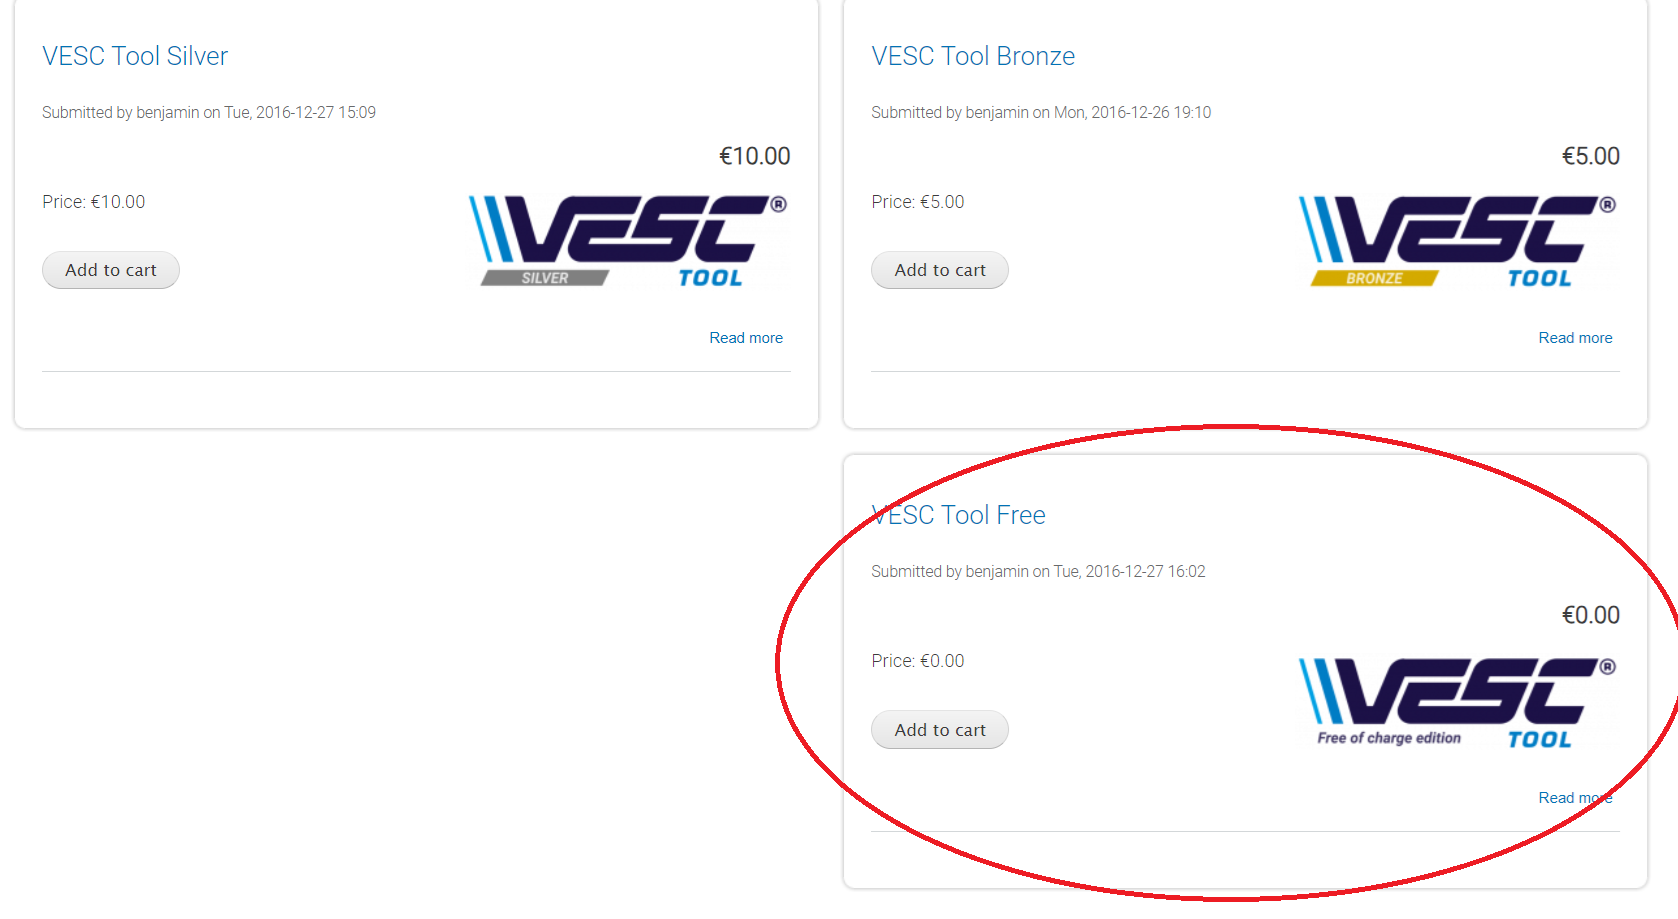 VESC Tool Silver
Submitted by benjamin on Tue, 2016-12-27 15:09
€10.00
Price: €10.00
VESC®
SILVER TOOL
Add to cart
Read more
VESC Tool Bronze
Submitted by benjamin on Mon, 2016-12-26 19:10
€5.00
Price: €5.00
VESC®
BRONZE TOOL
Add to cart
Read more
VESC Tool Free
Submitted by benjamin on Tue, 2016-12-27 16:02
€0.00
Price: €0.00
VESC®
Free of charge edition TOOL
Add to cart
Read more